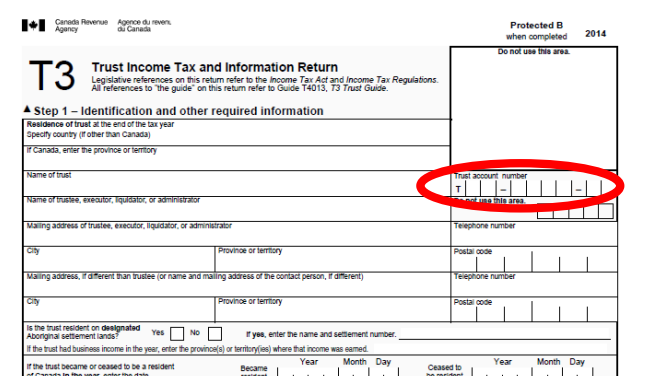 Canada Revenue Agency
Agence du revenu du Canada
Protected B
when completed
2014
T3
Trust Income Tax and Information Return
Legislative references on this return refer to the Income Tax Act and Income Tax Regulations.
All references to "the guide" on this return refer to Guide T4013, T3 Trust Guide.
Do not use this area.
▲ Step 1 – Identification and other required information
Residence of trust at the end of the tax year
Specify country (if other than Canada)
If Canada, enter the province or territory
Name of trust
Trust account number
T – –
Name of trustee, executor, liquidator, or administrator
Do not use this area.
Mailing address of trustee, executor, liquidator, or administrator
Telephone number
City
Province or territory
Postal code
Mailing address, if different than trustee (or name and mailing address of the contact person, if different)
Telephone number
City
Province or territory
Postal code
Is the trust resident on designated Aboriginal settlement lands?
Yes
No
If yes, enter the name and settlement number.
If the trust had business income in the year, enter the province(s) or territory(ies) where that income was earned.
If the trust became or ceased to be a resident of Canada in the year, enter the date
Became resident
Year Month Day
Ceased to be resident
Year Month Day